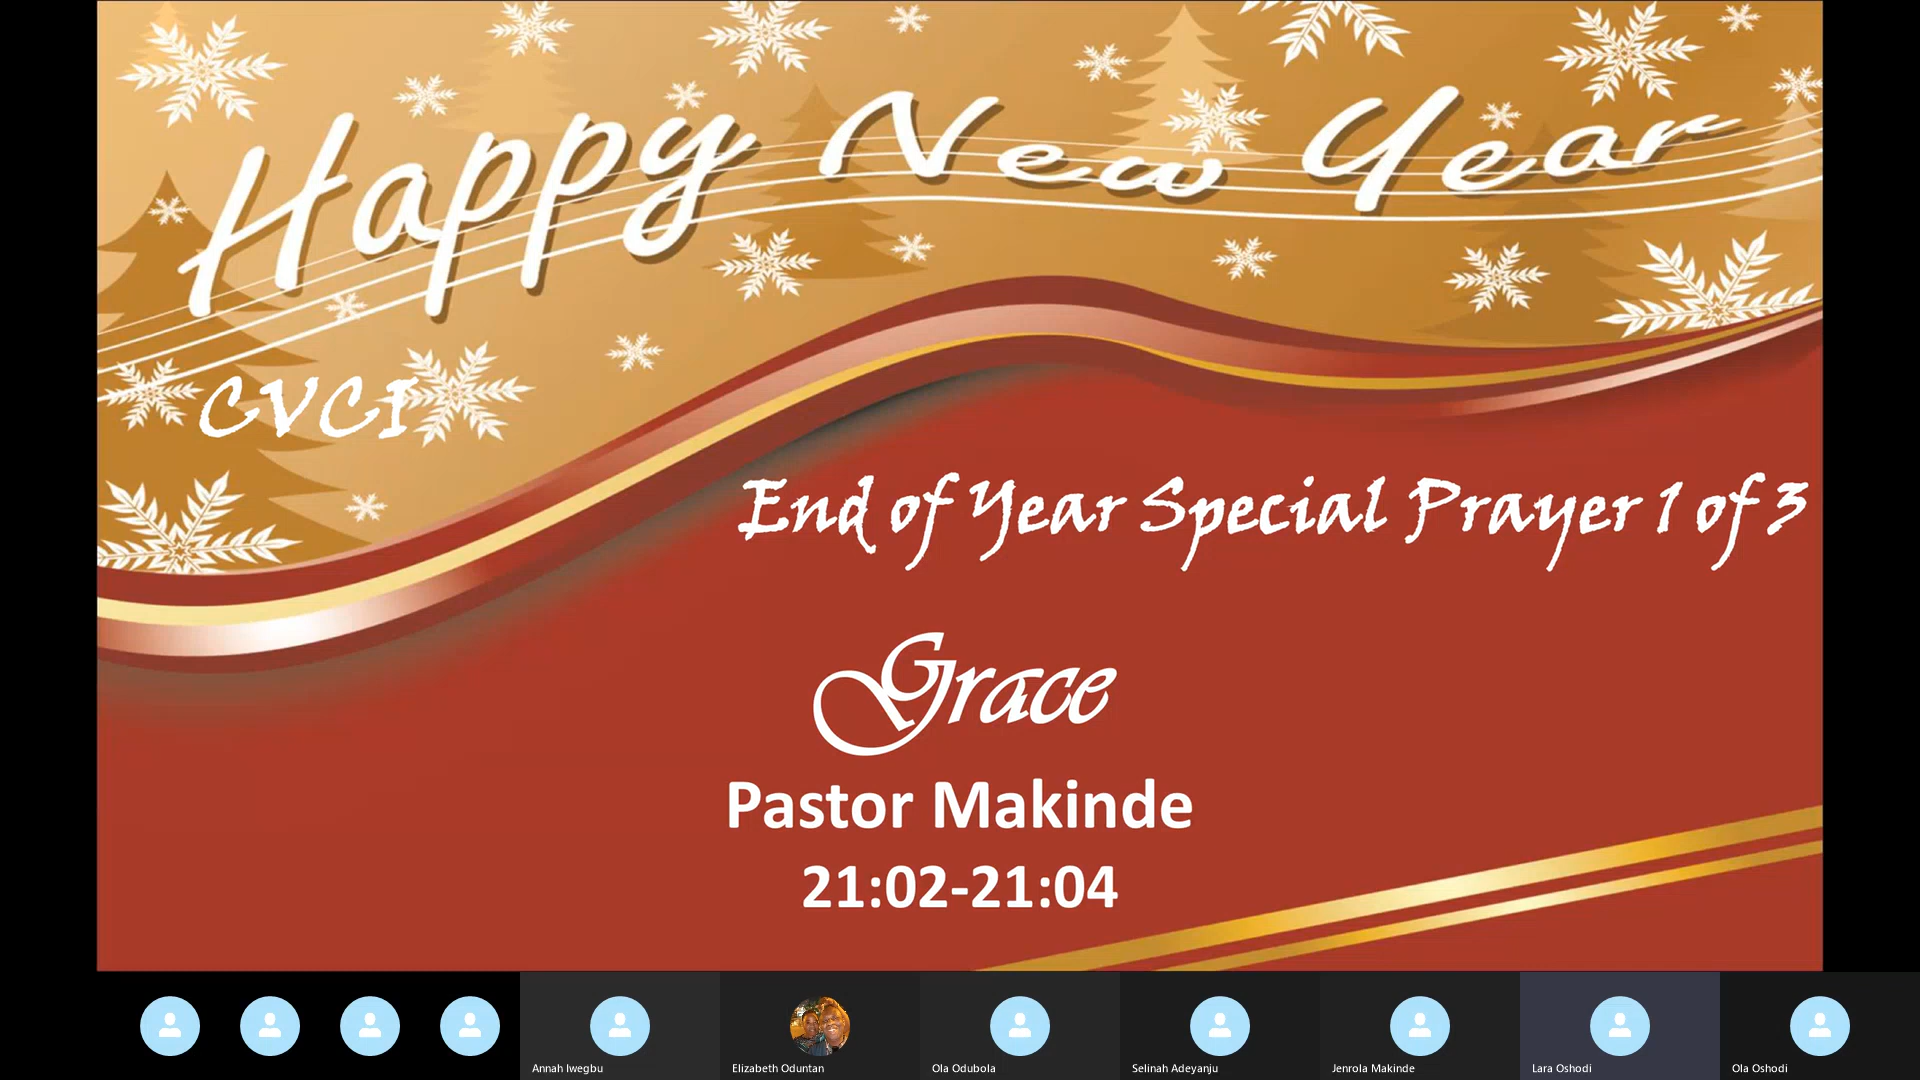 Happy New Year
CVCI
End of Year Special Prayer 1 of 3
Grace
Pastor Makinde
21:02-21:04
Annah Iwegbu
Elizabeth Oduntan
Ola Odubola
Selinah Adeyanju
Jenrola Makinde
Lara Oshodi
Ola Oshodi